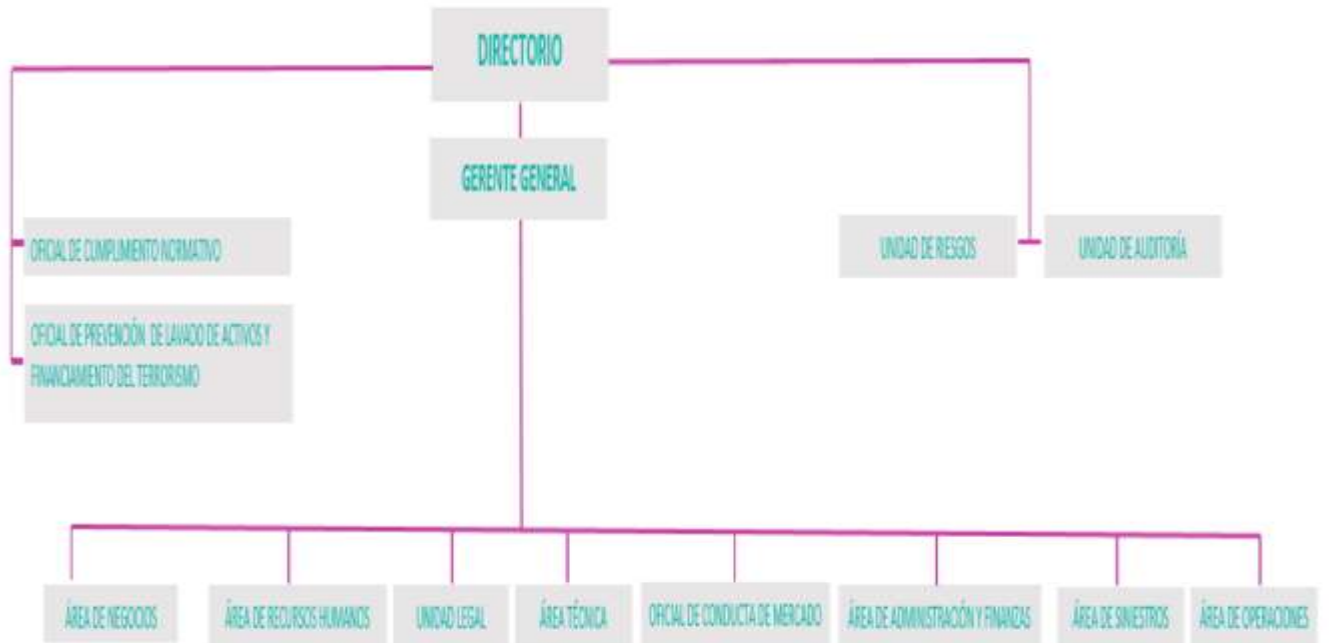 DIRECTORIO
GERENTE GENERAL
OFICIAL DE CUMPLIMIENTO NORMATIVO
UNIDAD DE RIESGOS
UNIDAD DE AUDITORÍA
OFICIAL DE PREVENCIÓN DE LAVADO DE ACTIVOS Y
FINANCIAMIENTO DEL TERRORISMO
ÁREA DE NEGOCIOS
ÁREA DE RECURSOS HUMANOS
UNIDAD LEGAL
ÁREA TÉCNICA
OFICIAL DE CONDUCTA DE MERCADO
ÁREA DE ADMINISTRACIÓN Y FINANZAS
ÁREA DE SINIESTROS
ÁREA DE OPERACIONES